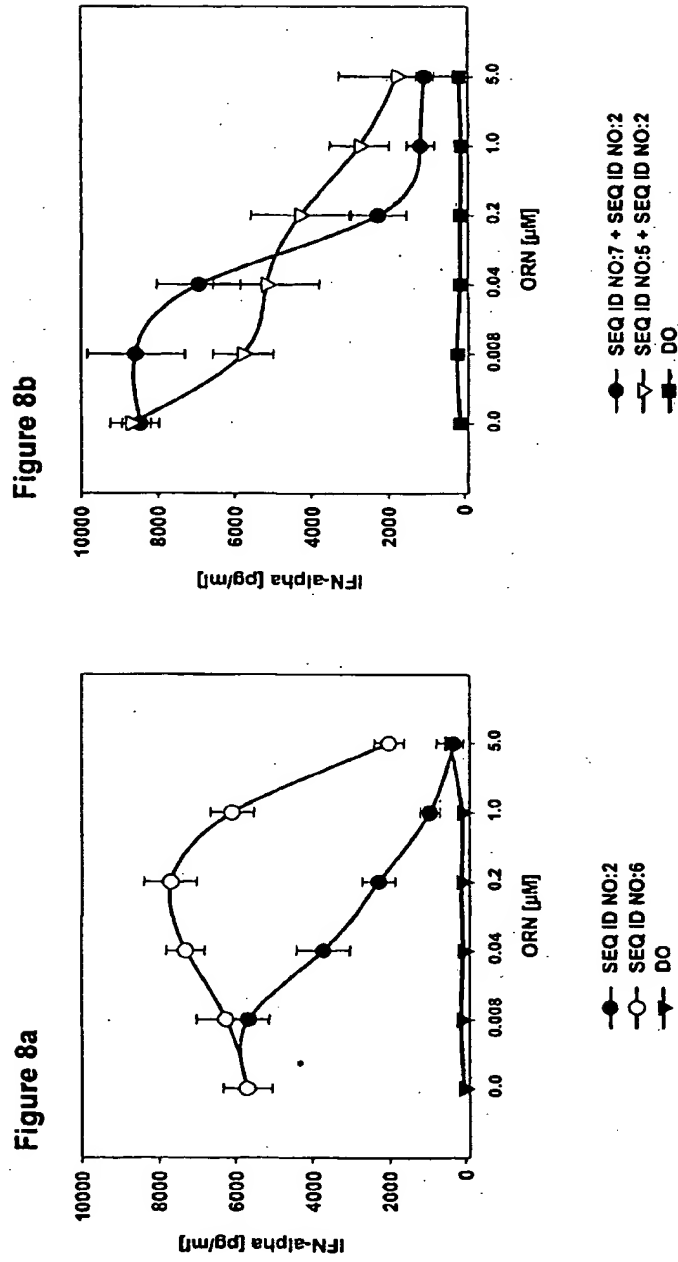 Figure 8a
IFN-alpha [pg/ml]
10000
8000
6000
4000
2000
0
0.0 0.008 0.04 0.2 1.0 5.0
ORN [µM]
SEQ ID NO:2
SEQ ID NO:6
DO
Figure 8b
IFN-alpha [pg/ml]
10000
8000
6000
4000
2000
0
0.0 0.008 0.04 0.2 1.0 5.0
ORN [µM]
SEQ ID NO:7 + SEQ ID NO:2
SEQ ID NO:5 + SEQ ID NO:2
DO